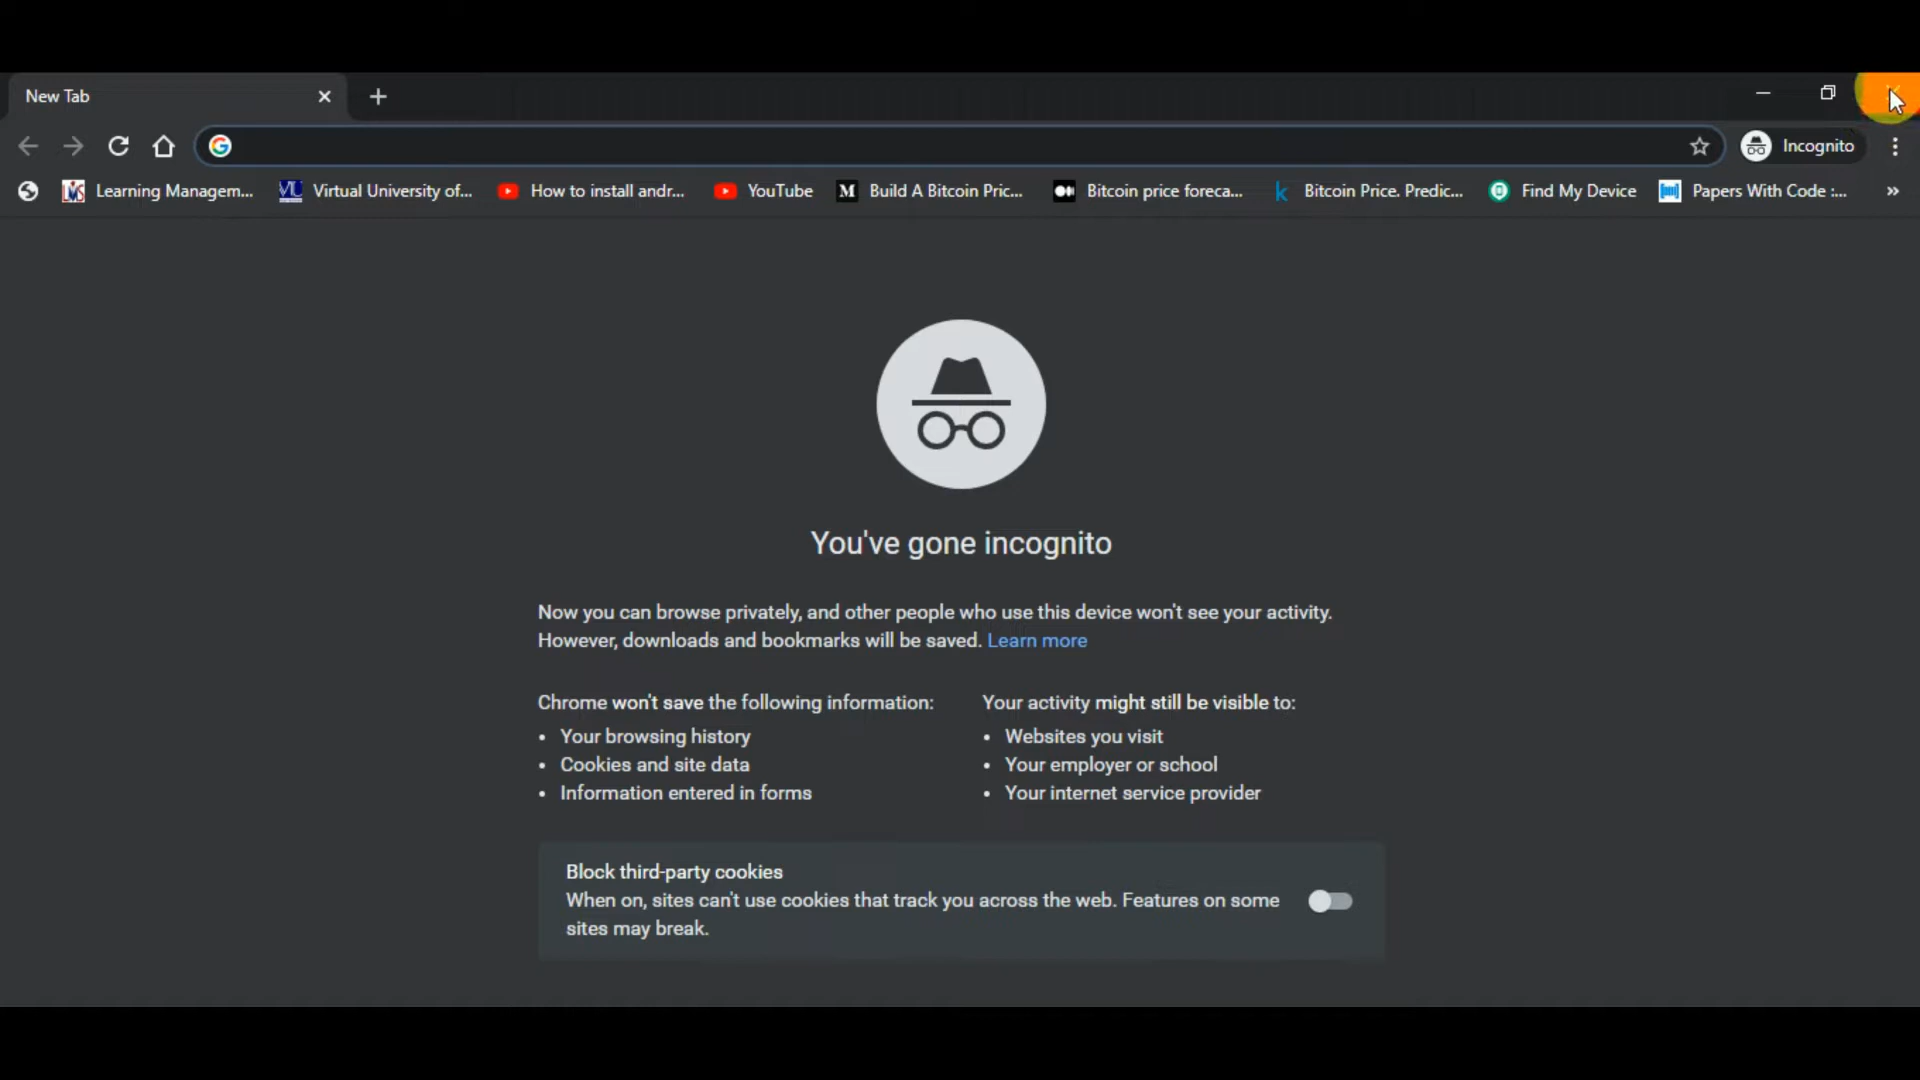 New Tab
Incognito
Learning Managem... Virtual University of... How to install andr... YouTube Build A Bitcoin Pric... Bitcoin price foreca... Bitcoin Price. Predic... Find My Device Papers With Code :...
You've gone incognito
Now you can browse privately, and other people who use this device won't see your activity.
However, downloads and bookmarks will be saved. Learn more
Chrome won't save the following information:
• Your browsing history
• Cookies and site data
• Information entered in forms
Your activity might still be visible to:
• Websites you visit
• Your employer or school
• Your internet service provider
Block third-party cookies
When on, sites can't use cookies that track you across the web. Features on some
sites may break.